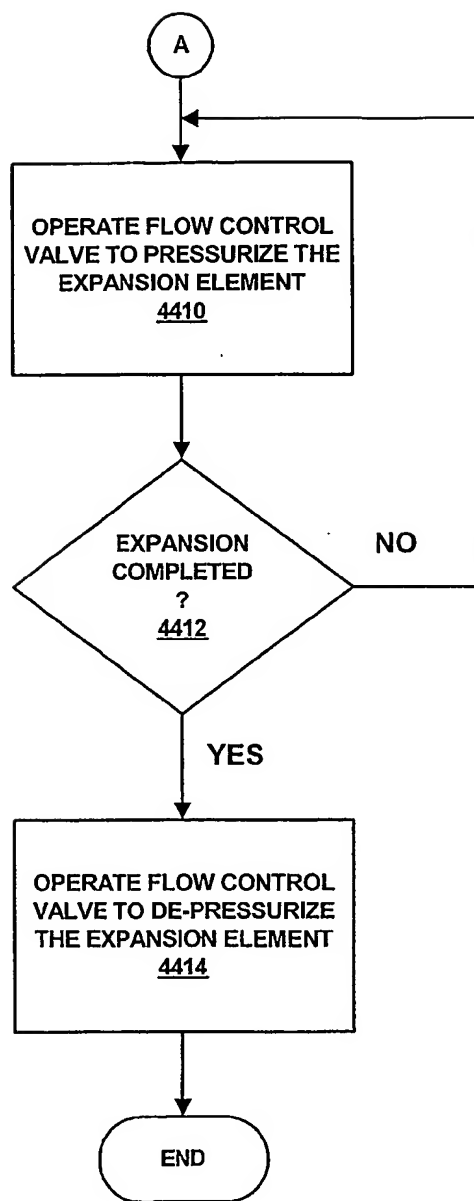 A
OPERATE FLOW CONTROL
VALVE TO PRESSURIZE THE
EXPANSION ELEMENT
4410
EXPANSION
COMPLETED
?
4412
NO
YES
OPERATE FLOW CONTROL
VALVE TO DE-PRESSURIZE
THE EXPANSION ELEMENT
4414
END